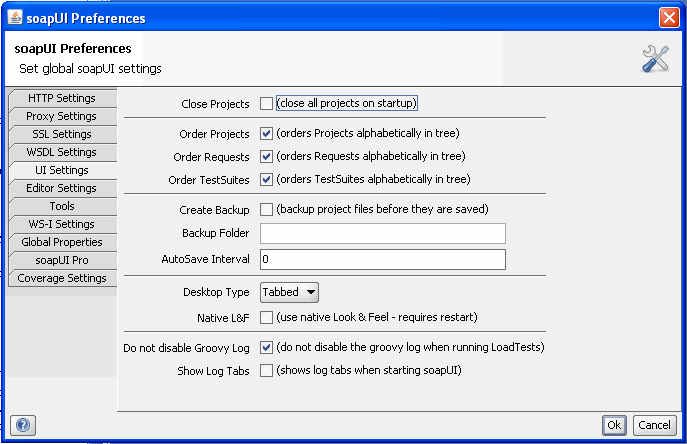 soapUI Preferences
soapUI Preferences
Set global soapUI settings
HTTP Settings
Proxy Settings
SSL Settings
WSDL Settings
UI Settings
Editor Settings
Tools
WS-I Settings
Global Properties
soapUI Pro
Coverage Settings
Close Projects (close all projects on startup)
Order Projects (orders Projects alphabetically in tree)
Order Requests (orders Requests alphabetically in tree)
Order TestSuites (orders TestSuites alphabetically in tree)
Create Backup (backup project files before they are saved)
Backup Folder
AutoSave Interval 0
Desktop Type Tabbed
Native L&F (use native Look & Feel - requires restart)
Do not disable Groovy Log (do not disable the groovy log when running LoadTests)
Show Log Tabs (shows log tabs when starting soapUI)
? Ok Cancel